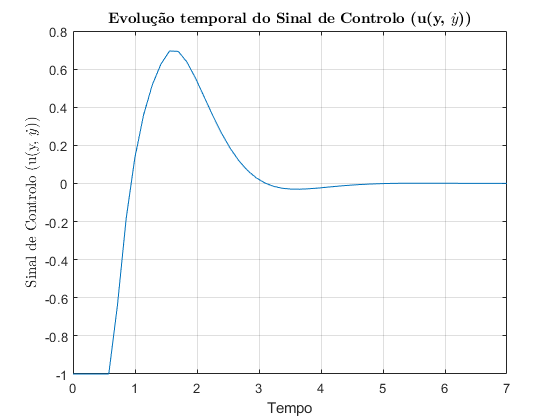 Evolução temporal do Sinal de Controlo (u(y, ẏ))
Sinal de Controlo (u(y, ẏ))
0.8
0.6
0.4
0.2
0
-0.2
-0.4
-0.6
-0.8
-1
0 1 2 3 4 5 6 7
Tempo